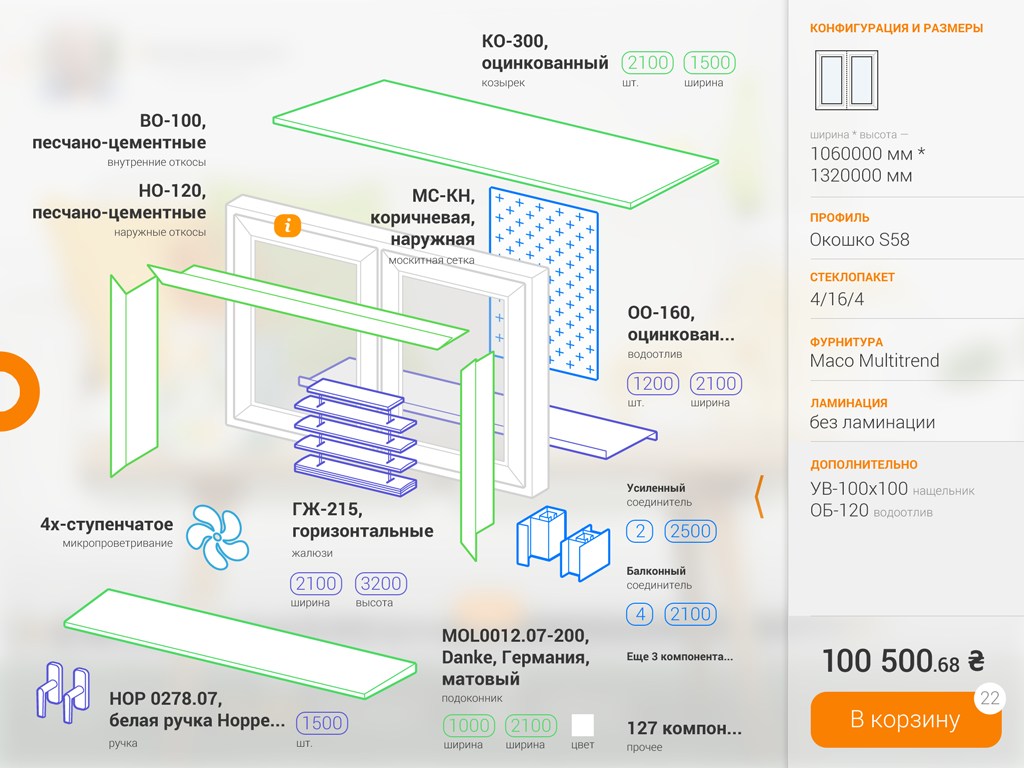 КО-300,
оцинкованный
козырек
2100
шт.
1500
ширина
ВО-100,
песчано-цементные
внутренние откосы
НО-120,
песчано-цементные
наружные откосы
i
МС-КН,
коричневая,
наружная
москитная сетка
ОО-160,
оцинкован...
водоотлив
1200
шт.
2100
ширина
4х-ступенчатое
микропроветривание
ГЖ-215,
горизонтальные
жалюзи
2100
ширина
3200
высота
Усиленный
соединитель
2
2500
Балконный
соединитель
4
2100
Еще 3 компонента...
HOP 0278.07,
белая ручка Hoppe...
ручка
1500
шт.
MOL0012.07-200,
Danke, Германия,
матовый
подоконник
1000
ширина
2100
ширина
цвет
127 компон...
прочее
КОНФИГУРАЦИЯ И РАЗМЕРЫ
ширина * высота —
1060000 мм *
1320000 мм
ПРОФИЛЬ
Окошко S58
СТЕКЛОПАКЕТ
4/16/4
ФУРНИТУРА
Maco Multitrend
ЛАМИНАЦИЯ
без ламинации
ДОПОЛНИТЕЛЬНО
УВ-100х100 нащельник
ОБ-120 водоотлив
100 500.68 ₴
22
В корзину